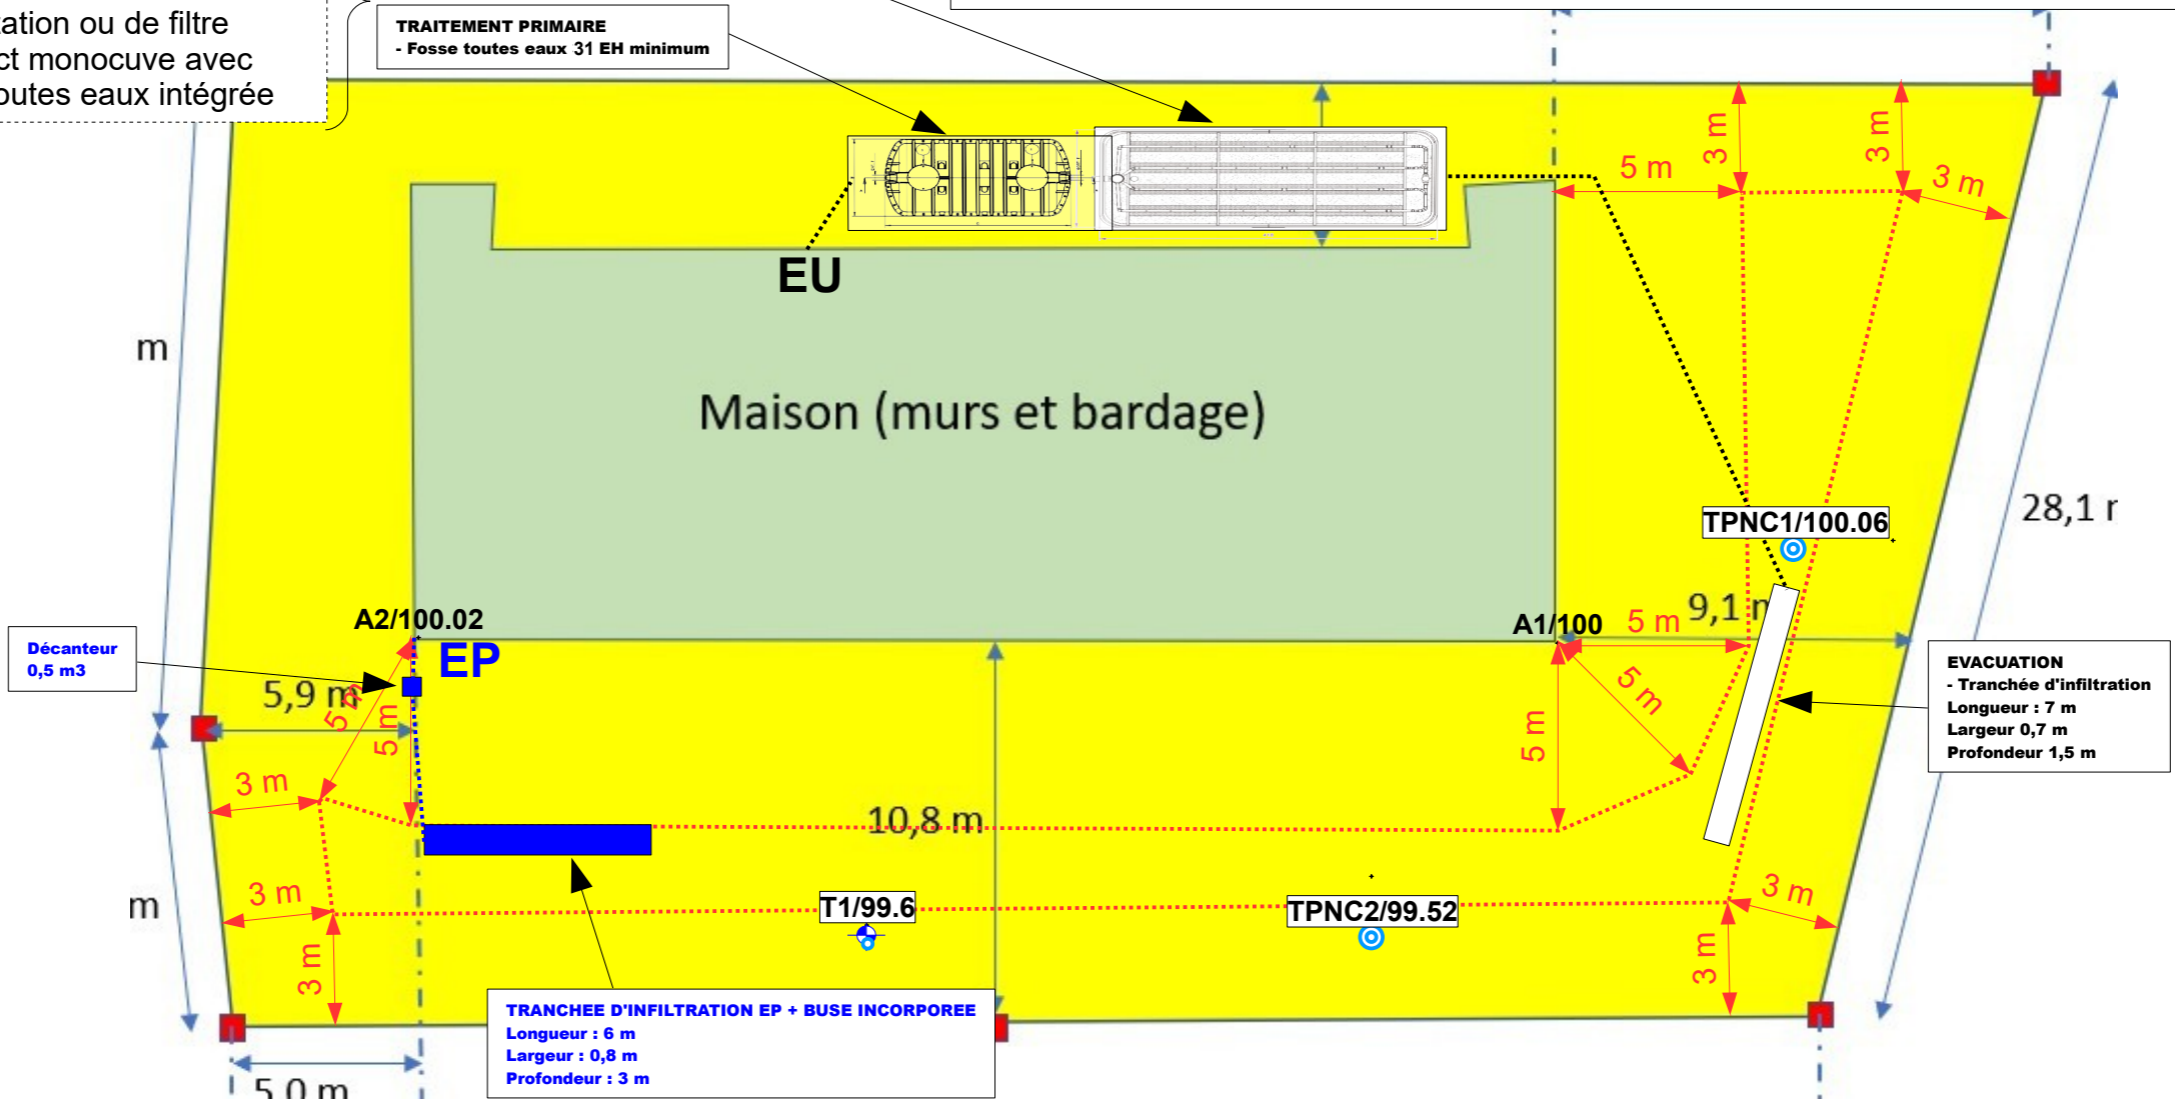 tation ou de filtre
ct monocuve avec
outes eaux intégrée
TRAITEMENT PRIMAIRE
- Fosse toutes eaux 31 EH minimum
3 m
3 m
5 m
3 m
EU
m
Maison (murs et bardage)
28,1 r
TPNC1/100.06
A2/100.02
EP
A1/100
5 m
9,1 m
Décanteur
0,5 m3
EVACUATION
- Tranchée d'infiltration
Longueur : 7 m
Largeur 0,7 m
Profondeur 1,5 m
5,9 m
5 m
5 m
5 m
5 m
3 m
10,8 m
3 m
m
T1/99.6
TPNC2/99.52
3 m
3 m
3 m
TRANCHEE D'INFILTRATION EP + BUSE INCORPOREE
Longueur : 6 m
Largeur : 0,8 m
Profondeur : 3 m
5,0 m